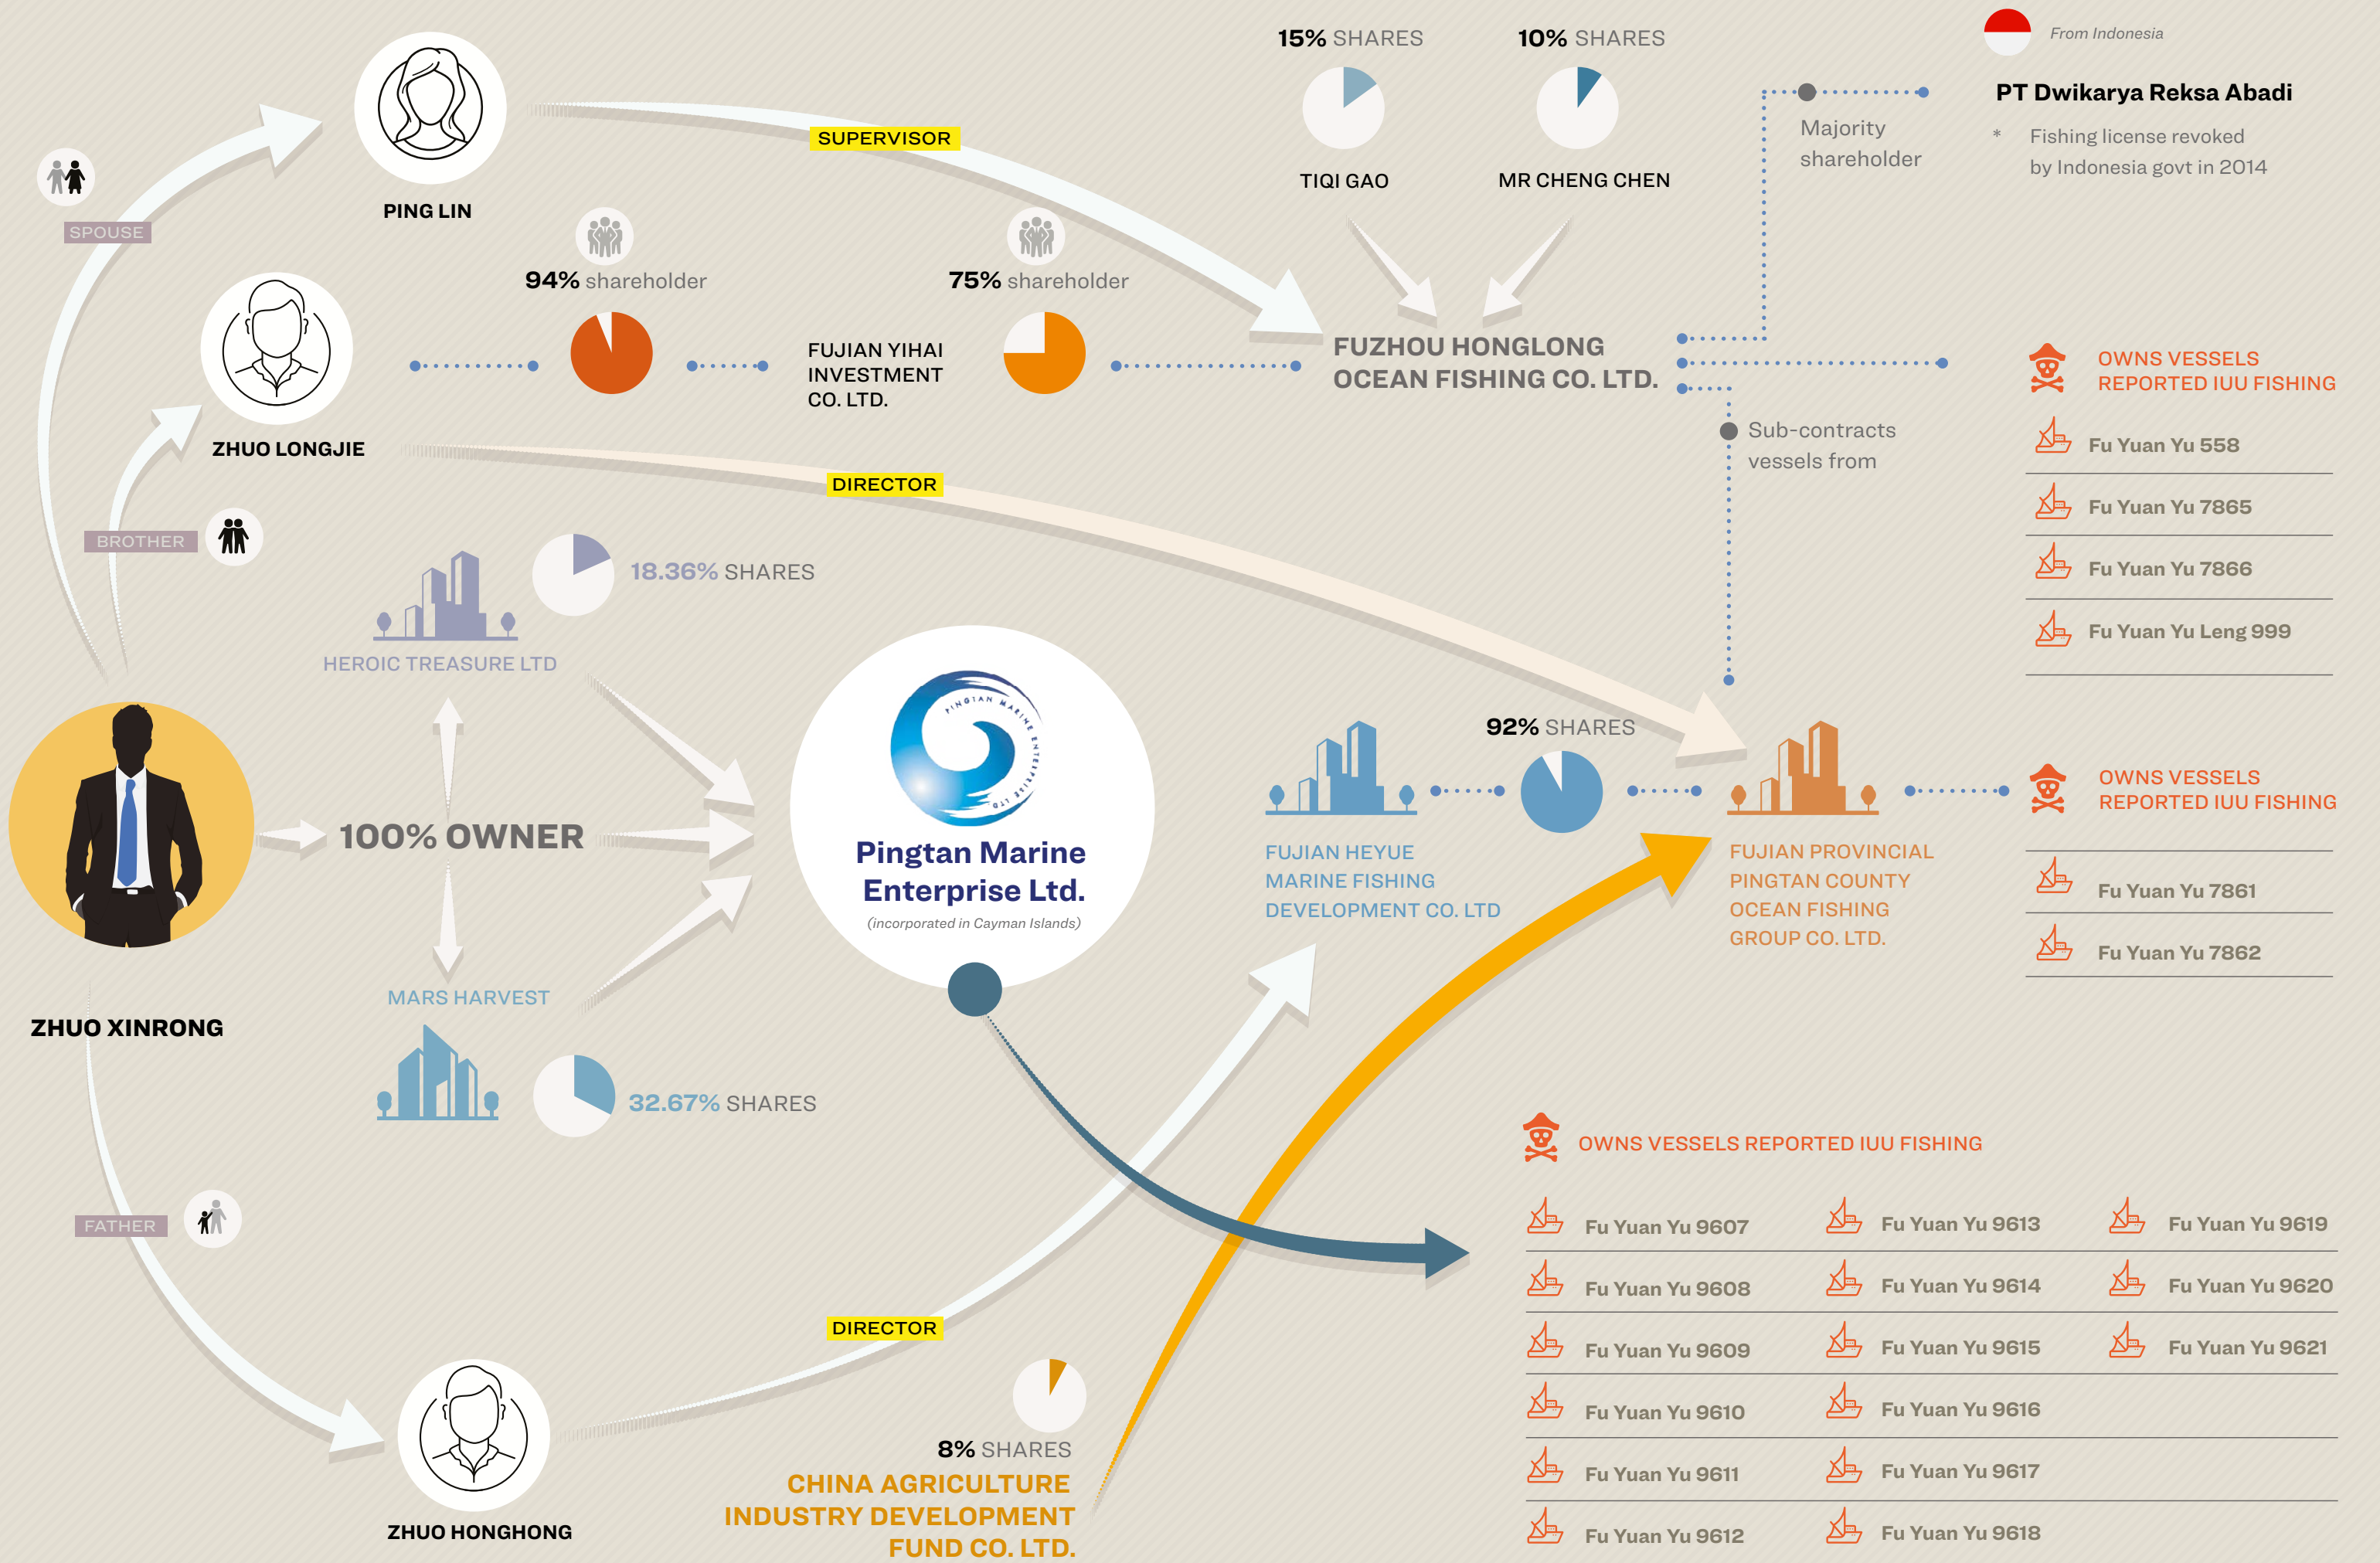 15% SHARES
TIQI GAO
10% SHARES
MR CHENG CHEN
From Indonesia
PT Dwikarya Reksa Abadi
* Fishing license revoked
by Indonesia govt in 2014
Majority
shareholder
SUPERVISOR
PING LIN
SPOUSE
94% shareholder
75% shareholder
FUJIAN YIHAI
INVESTMENT
CO. LTD.
FUZHOU HONGLONG
OCEAN FISHING CO. LTD.
OWNS VESSELS
REPORTED IUU FISHING
Fu Yuan Yu 558
Fu Yuan Yu 7865
Fu Yuan Yu 7866
Fu Yuan Yu Leng 999
Sub-contracts
vessels from
ZHUO LONGJIE
DIRECTOR
BROTHER
18.36% SHARES
HEROIC TREASURE LTD
100% OWNER
ZHUO XINRONG
MARS HARVEST
32.67% SHARES
PINGTAN MARINE ENTERPRISE LTD
Pingtan Marine
Enterprise Ltd.
(incorporated in Cayman Islands)
92% SHARES
FUJIAN HEYUE
MARINE FISHING
DEVELOPMENT CO. LTD
FUJIAN PROVINCIAL
PINGTAN COUNTY
OCEAN FISHING
GROUP CO. LTD.
OWNS VESSELS
REPORTED IUU FISHING
Fu Yuan Yu 7861
Fu Yuan Yu 7862
FATHER
DIRECTOR
ZHUO HONGHONG
8% SHARES
CHINA AGRICULTURE
INDUSTRY DEVELOPMENT
FUND CO. LTD.
OWNS VESSELS REPORTED IUU FISHING
Fu Yuan Yu 9607
Fu Yuan Yu 9608
Fu Yuan Yu 9609
Fu Yuan Yu 9610
Fu Yuan Yu 9611
Fu Yuan Yu 9612
Fu Yuan Yu 9613
Fu Yuan Yu 9614
Fu Yuan Yu 9615
Fu Yuan Yu 9616
Fu Yuan Yu 9617
Fu Yuan Yu 9618
Fu Yuan Yu 9619
Fu Yuan Yu 9620
Fu Yuan Yu 9621